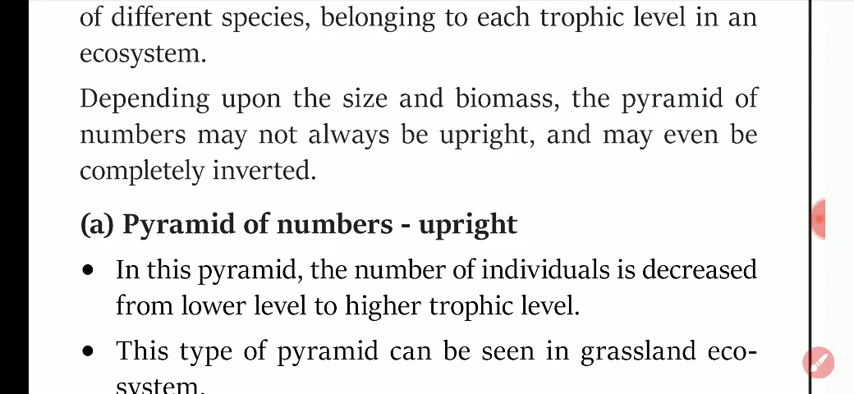 of different species, belonging to each trophic level in an
ecosystem.
Depending upon the size and biomass, the pyramid of
numbers may not always be upright, and may even be
completely inverted.
(a) Pyramid of numbers - upright
• In this pyramid, the number of individuals is decreased
from lower level to higher trophic level.
• This type of pyramid can be seen in grassland eco-
system.